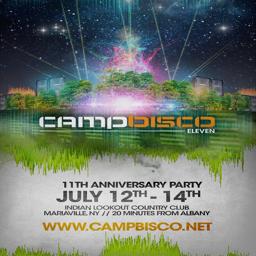 CAMPBISCO
ELEVEN
11TH ANNIVERSARY PARTY
JULY 12TH - 14TH
INDIAN LOOKOUT COUNTRY CLUB
MARIAVILLE, NY // 20 MINUTES FROM ALBANY
WWW.CAMPBISCO.NET